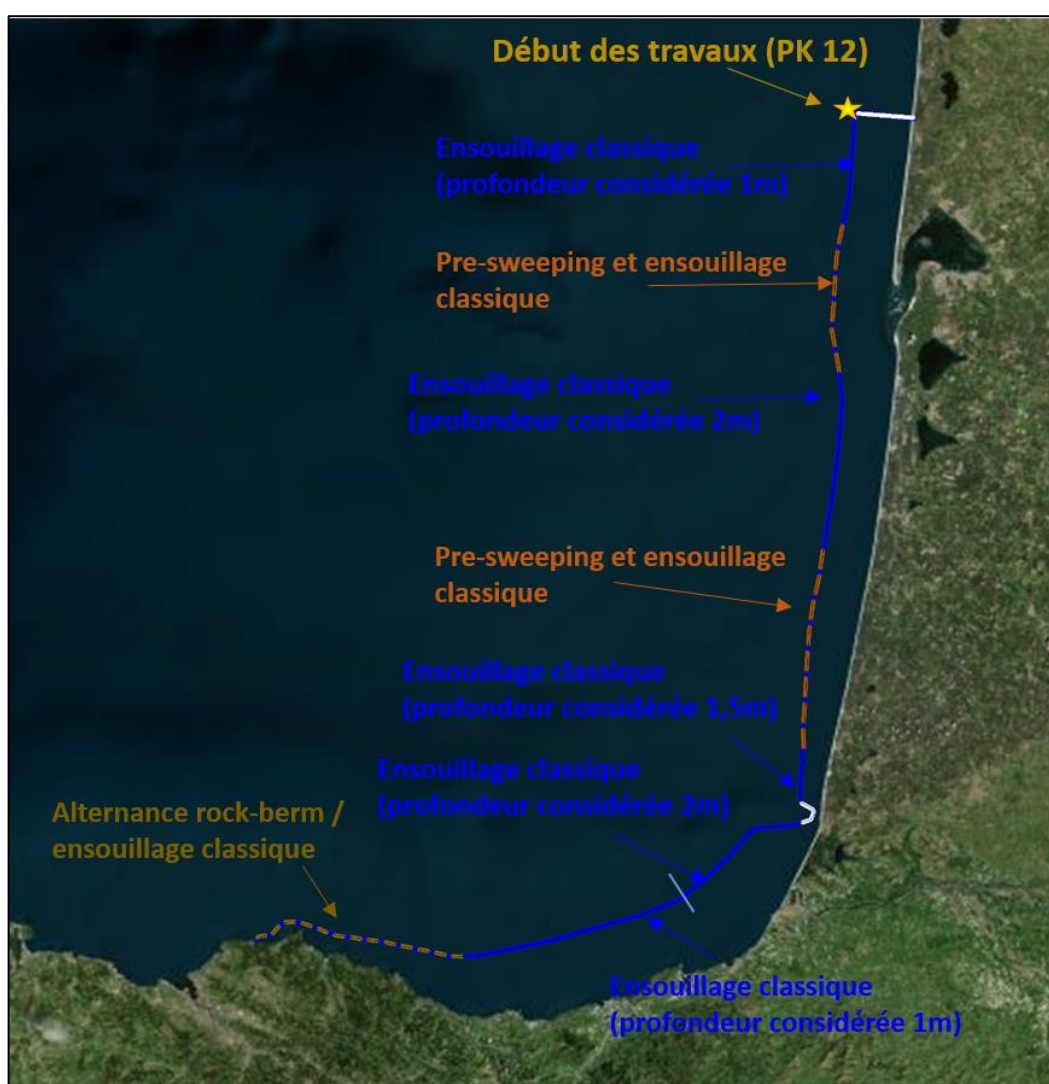 Début des travaux (PK 12)
Ensouillage classique
(profondeur considérée 1m)
Pre-sweeping et ensouillage
classique
Ensouillage classique
(profondeur considérée 2m)
Pre-sweeping et ensouillage
classique
Ensouillage classique
(profondeur considérée 1,5m)
Ensouillage classique
(profondeur considérée 2m)
Alternance rock-berm /
ensouillage classique
Ensouillage classique
(profondeur considérée 1m)